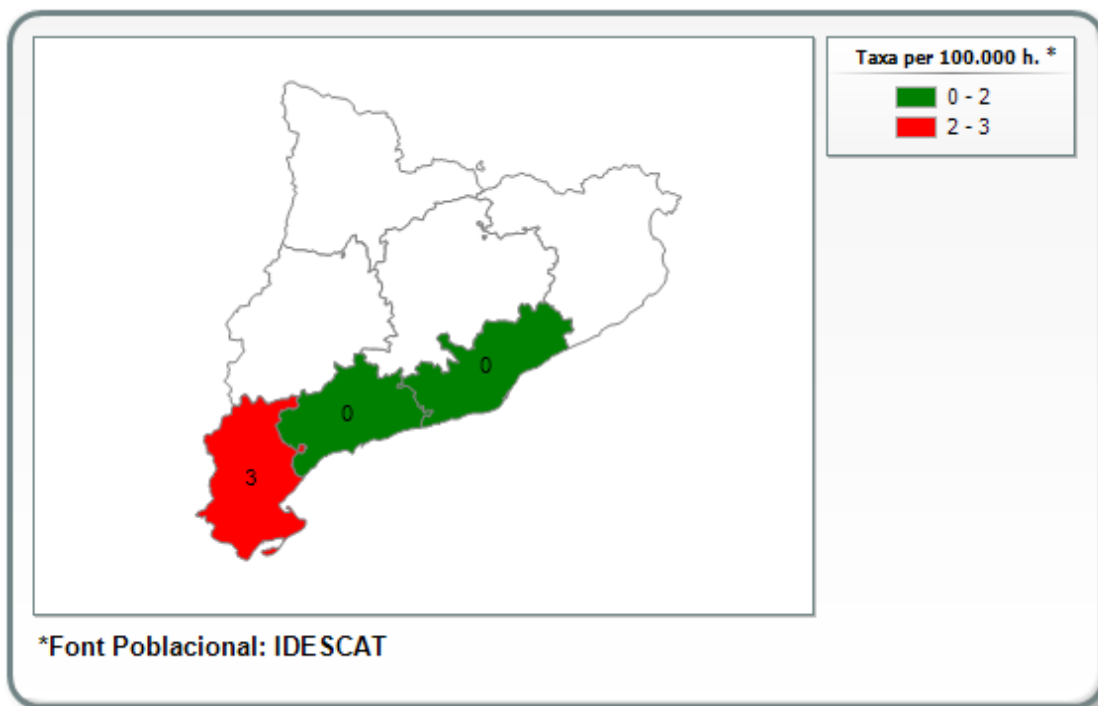 Taxa per 100.000 h. *
0 - 2
2 - 3
0
0
3
*Font Poblacional: IDESCAT